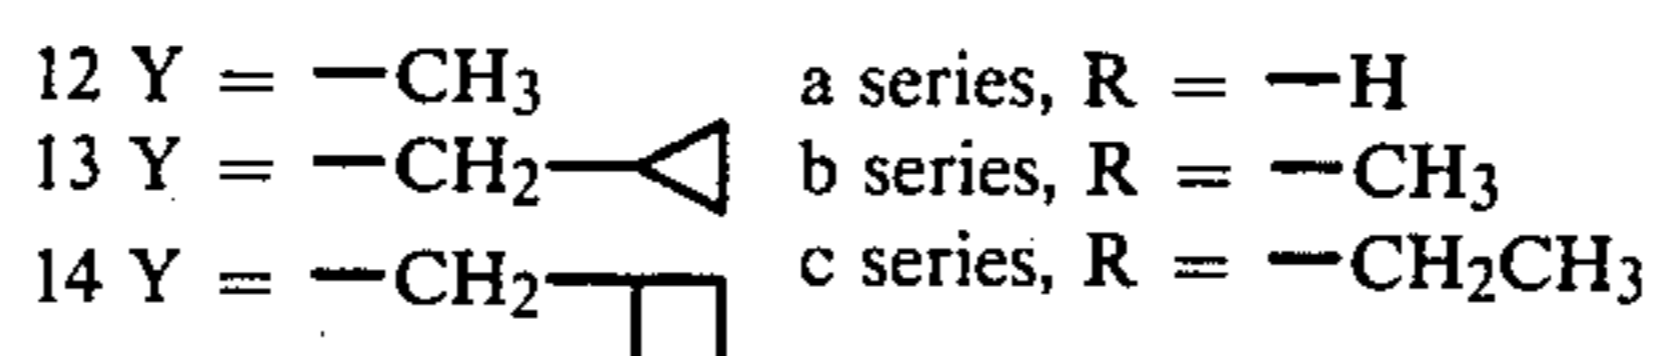 12 Y = —CH₃ a series, R = —H
13 Y = —CH₂— b series, R = —CH₃
14 Y = —CH₂— c series, R = —CH₂CH₃